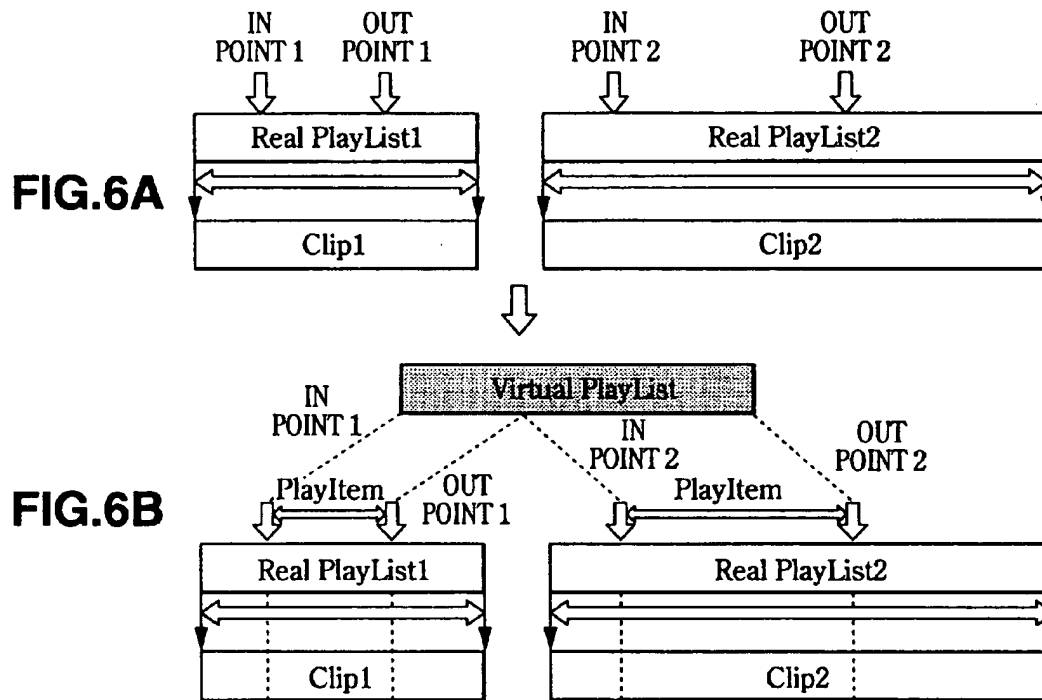 IN
POINT 1
OUT
POINT 1
IN
POINT 2
OUT
POINT 2
Real PlayList1
Real PlayList2
FIG.6A
Clip1
Clip2
Virtual PlayList
IN
POINT 1
IN
POINT 2
OUT
POINT 2
PlayItem
OUT
POINT 1
PlayItem
FIG.6B
Real PlayList1
Real PlayList2
Clip1
Clip2